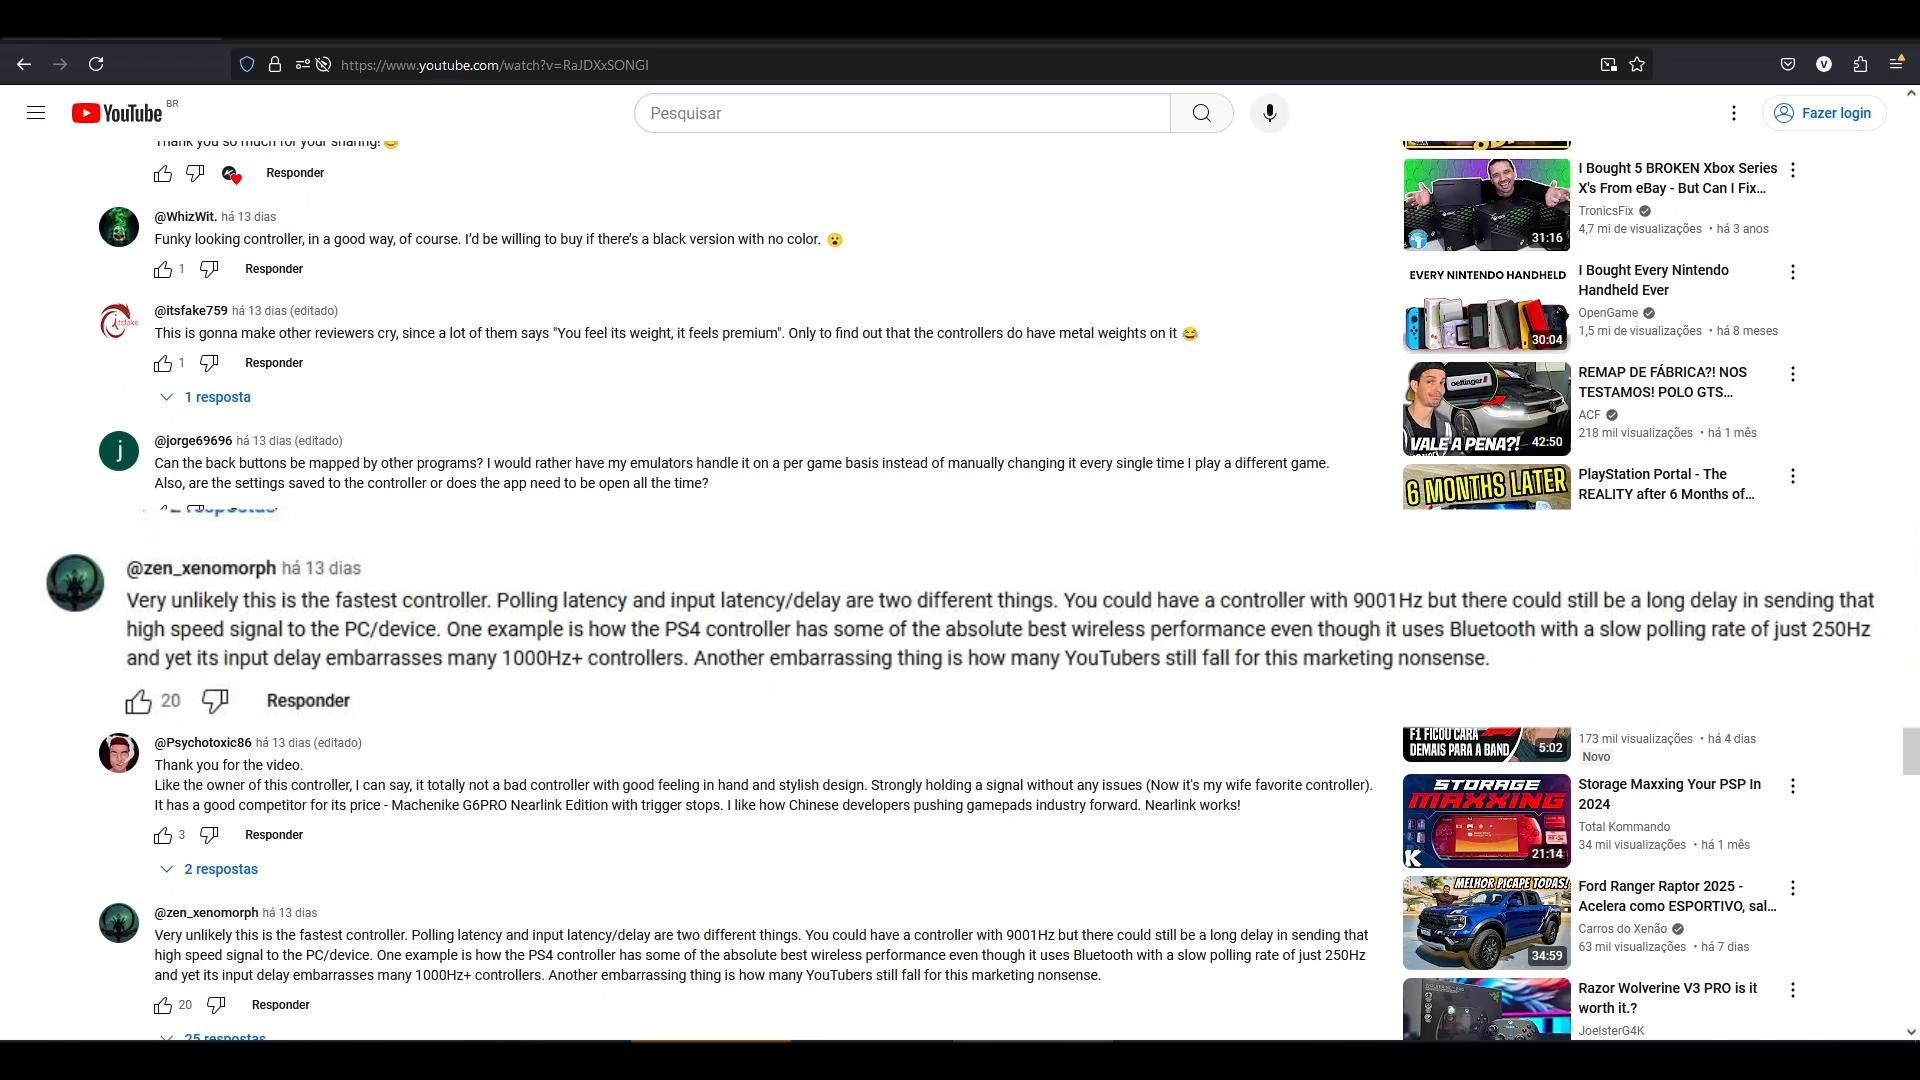 https://www.youtube.com/watch?v=RaJDXxSONGI
YouTube BR
Pesquisar
Fazer login
Thank you so much for your sharing! 😊
Responder
@WhizWit. há 13 dias
Funky looking controller, in a good way, of course. I'd be willing to buy if there's a black version with no color. 😮
1 Responder
@itsfake759 há 13 dias (editado)
This is gonna make other reviewers cry, since a lot of them says "You feel its weight, it feels premium". Only to find out that the controllers do have metal weights on it 😂
1 Responder
1 resposta
@jorge69696 há 13 dias (editado)
Can the back buttons be mapped by other programs? I would rather have my emulators handle it on a per game basis instead of manually changing it every single time I play a different game.
Also, are the settings saved to the controller or does the app need to be open all the time?
2 respostas
@zen_xenomorph há 13 dias
Very unlikely this is the fastest controller. Polling latency and input latency/delay are two different things. You could have a controller with 9001Hz but there could still be a long delay in sending that
high speed signal to the PC/device. One example is how the PS4 controller has some of the absolute best wireless performance even though it uses Bluetooth with a slow polling rate of just 250Hz
and yet its input delay embarrasses many 1000Hz+ controllers. Another embarrassing thing is how many YouTubers still fall for this marketing nonsense.
20 Responder
@Psychotoxic86 há 13 dias (editado)
Thank you for the video.
Like the owner of this controller, I can say, it totally not a bad controller with good feeling in hand and stylish design. Strongly holding a signal without any issues (Now it's my wife favorite controller).
It has a good competitor for its price - Machenike G6PRO Nearlink Edition with trigger stops. I like how Chinese developers pushing gamepads industry forward. Nearlink works!
3 Responder
2 respostas
@zen_xenomorph há 13 dias
Very unlikely this is the fastest controller. Polling latency and input latency/delay are two different things. You could have a controller with 9001Hz but there could still be a long delay in sending that
high speed signal to the PC/device. One example is how the PS4 controller has some of the absolute best wireless performance even though it uses Bluetooth with a slow polling rate of just 250Hz
and yet its input delay embarrasses many 1000Hz+ controllers. Another embarrassing thing is how many YouTubers still fall for this marketing nonsense.
20 Responder
25 respostas
31:16
I Bought 5 BROKEN Xbox Series
X's From eBay - But Can I Fix...
TronicsFix
4,7 mi de visualizações • há 3 anos
EVERY NINTENDO HANDHELD
30:04
I Bought Every Nintendo
Handheld Ever
OpenGame
1,5 mi de visualizações • há 8 meses
oettinger
VALE A PENA?!
42:50
REMAP DE FÁBRICA?! NOS
TESTAMOS! POLO GTS...
ACF
218 mil visualizações • há 1 mês
6 MONTHS LATER
PlayStation Portal - The
REALITY after 6 Months of...
F1 FICOU CARA
DEMAIS PARA A BAND
5:02
173 mil visualizações • há 4 dias
Novo
STORAGE
MAXXING
K
21:14
Storage Maxxing Your PSP In
2024
Total Kommando
34 mil visualizações • há 1 mês
MELHOR PICAPE TODAS!
34:59
Ford Ranger Raptor 2025 -
Acelera como ESPORTIVO, sal...
Carros do Xenão
63 mil visualizações • há 7 dias
Razor Wolverine V3 PRO is it
worth it.?
JoelsterG4K